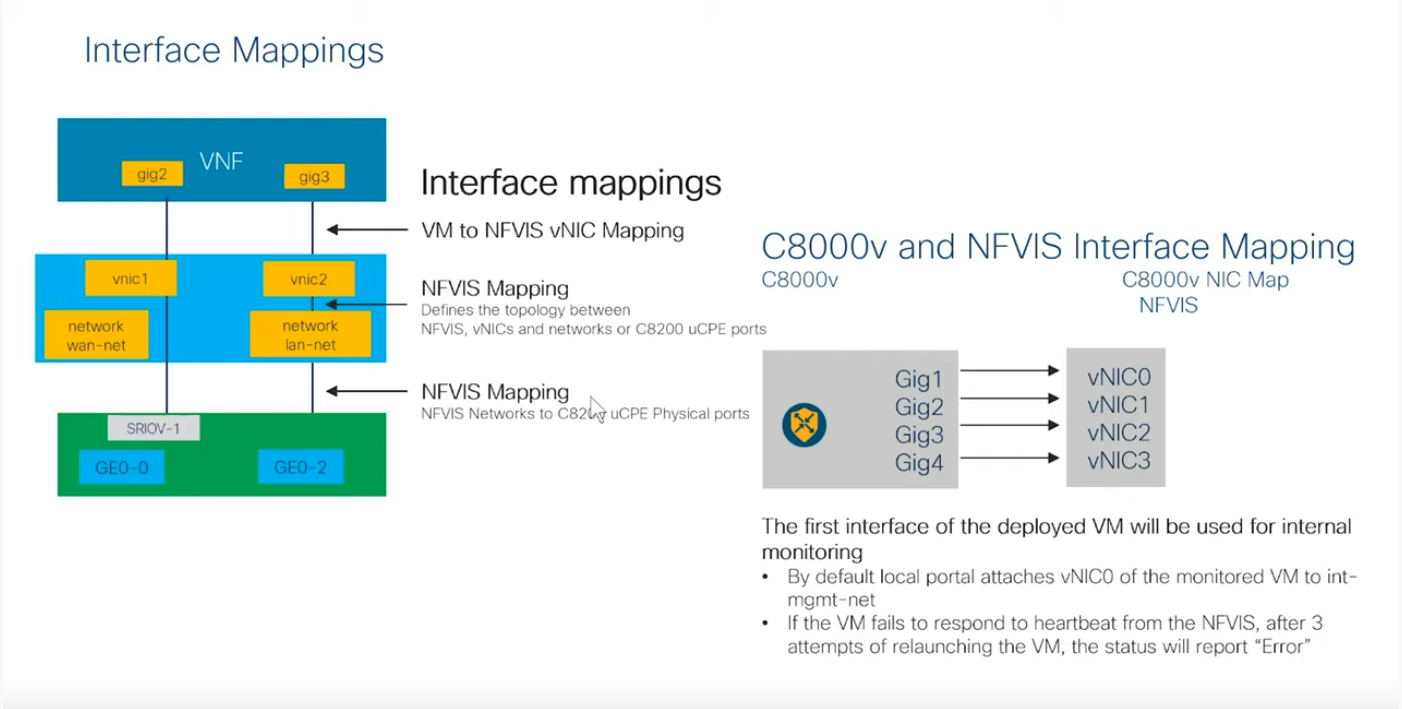 Interface Mappings
VNF
gig2
gig3
vnic1
vnic2
network
wan-net
network
lan-net
SRIOV-1
GE0-0
GE0-2
Interface mappings
VM to NFVIS vNIC Mapping
NFVIS Mapping
Defines the topology between
NFVIS, vNICs and networks or C8200 uCPE ports
NFVIS Mapping
NFVIS Networks to uCPE Physical ports
C8000v and NFVIS Interface Mapping
C8000v
C8000v NIC Map
NFVIS
Gig1
Gig2
Gig3
Gig4
vNIC0
vNIC1
vNIC2
vNIC3
The first interface of the deployed VM will be used for internal
monitoring
• By default local portal attaches vNIC0 of the monitored VM to int-
mgmt-net
• If the VM fails to respond to heartbeat from the NFVIS, after 3
attempts of relaunching the VM, the status will report “Error”